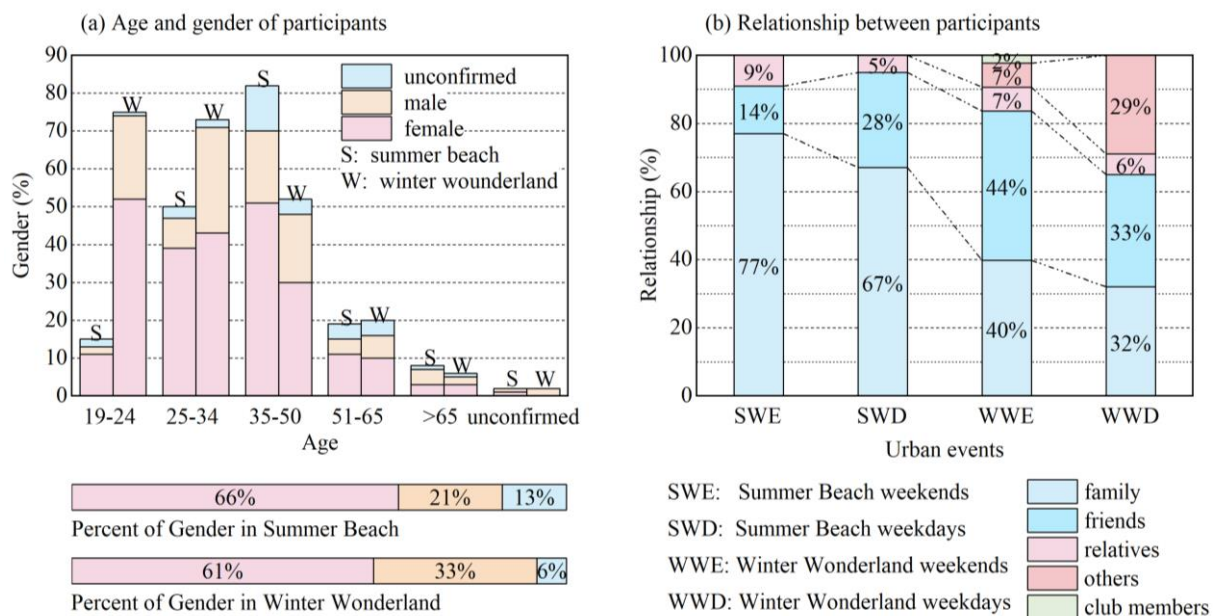 (a) Age and gender of participants
90
80
70
60
50
40
30
20
10
0
Gender (%)
unconfirmed
male
female
S: summer beach
W: winter wounderland
S W S W S W S W S W S W
19-24 25-34 35-50 51-65 >65 unconfirmed
Age
66% 21% 13%
Percent of Gender in Summer Beach
61% 33% 6%
Percent of Gender in Winter Wonderland
(b) Relationship between participants
100
80
60
40
20
0
Relationship (%)
9%
14%
77%
5%
28%
67%
2%
7%
7%
44%
40%
29%
6%
33%
32%
SWE SWD WWE WWD
Urban events
SWE: Summer Beach weekends
SWD: Summer Beach weekdays
WWE: Winter Wonderland weekends
WWD: Winter Wonderland weekdays
family
friends
relatives
others
club members